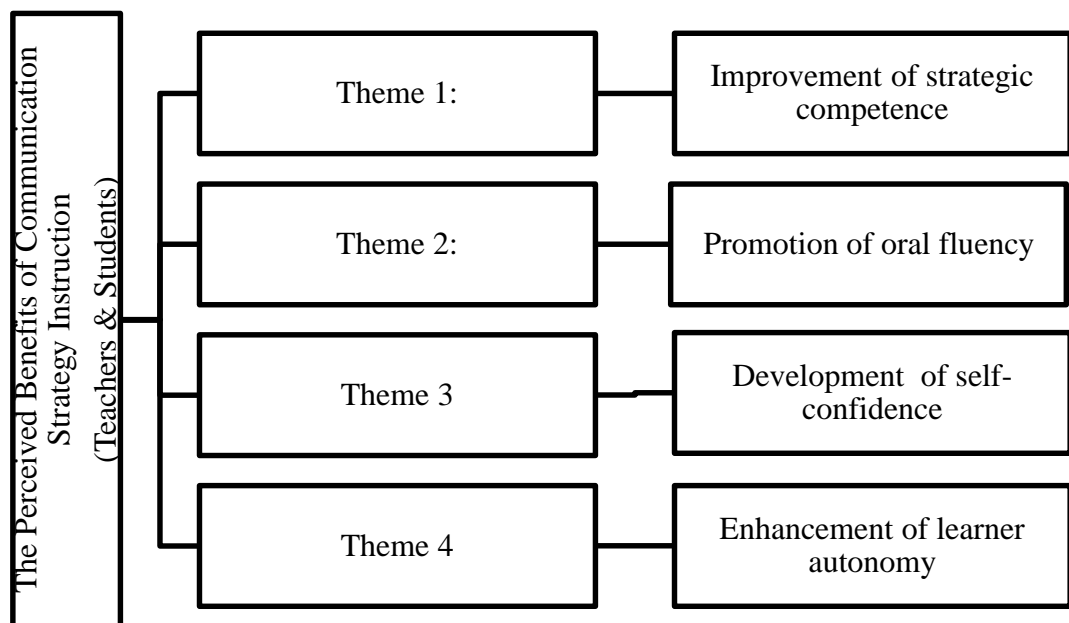 The Perceived Benefits of Communication
Strategy Instruction
(Teachers & Students)
Theme 1:
Improvement of strategic
competence
Theme 2:
Promotion of oral fluency
Theme 3
Development of self-
confidence
Theme 4
Enhancement of learner
autonomy